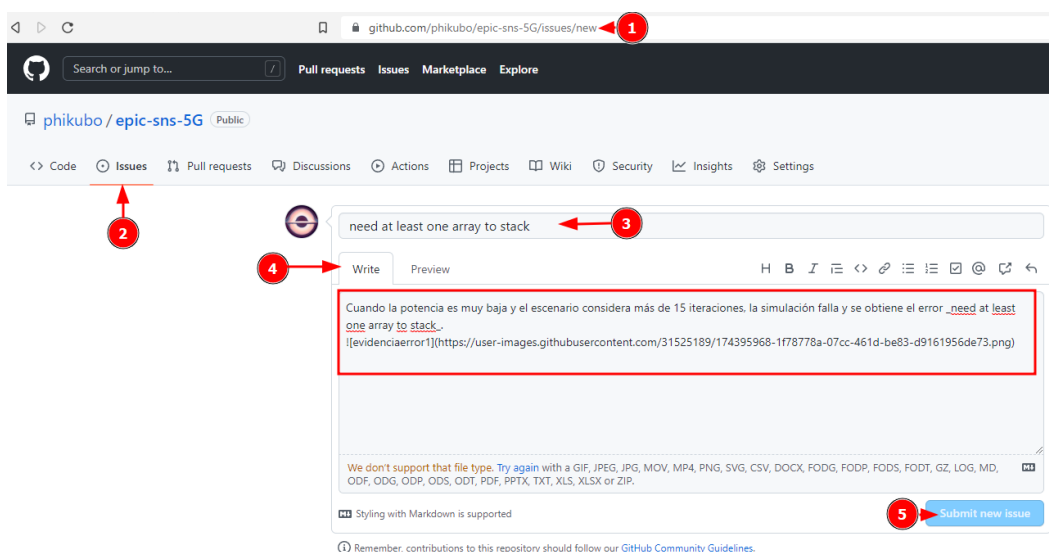 github.com/phikubo/epic-sns-5G/issues/new
1
Search or jump to...
/
Pull requests Issues Marketplace Explore
phikubo / epic-sns-5G Public
<> Code Issues Pull requests Discussions Actions Projects Wiki Security Insights Settings
2
need at least one array to stack
3
4
Write Preview
H B I <> @
Cuando la potencia es muy baja y el escenario considera más de 15 iteraciones, la simulación falla y se obtiene el error _need at least
one array to stack_.
![evidenciaerror1](https://user-images.githubusercontent.com/31525189/174395968-1f78778a-07cc-461d-be83-d9161956de73.png)
We don't support that file type. Try again with a GIF, JPEG, JPG, MOV, MP4, PNG, SVG, CSV, DOCX, FODG, FODP, FODS, FODT, GZ, LOG, MD,
ODF, ODG, ODP, ODS, ODT, PDF, PPTX, TXT, XLS, XLSX or ZIP.
Styling with Markdown is supported
5
Submit new issue
Remember, contributions to this repository should follow our GitHub Community Guidelines.